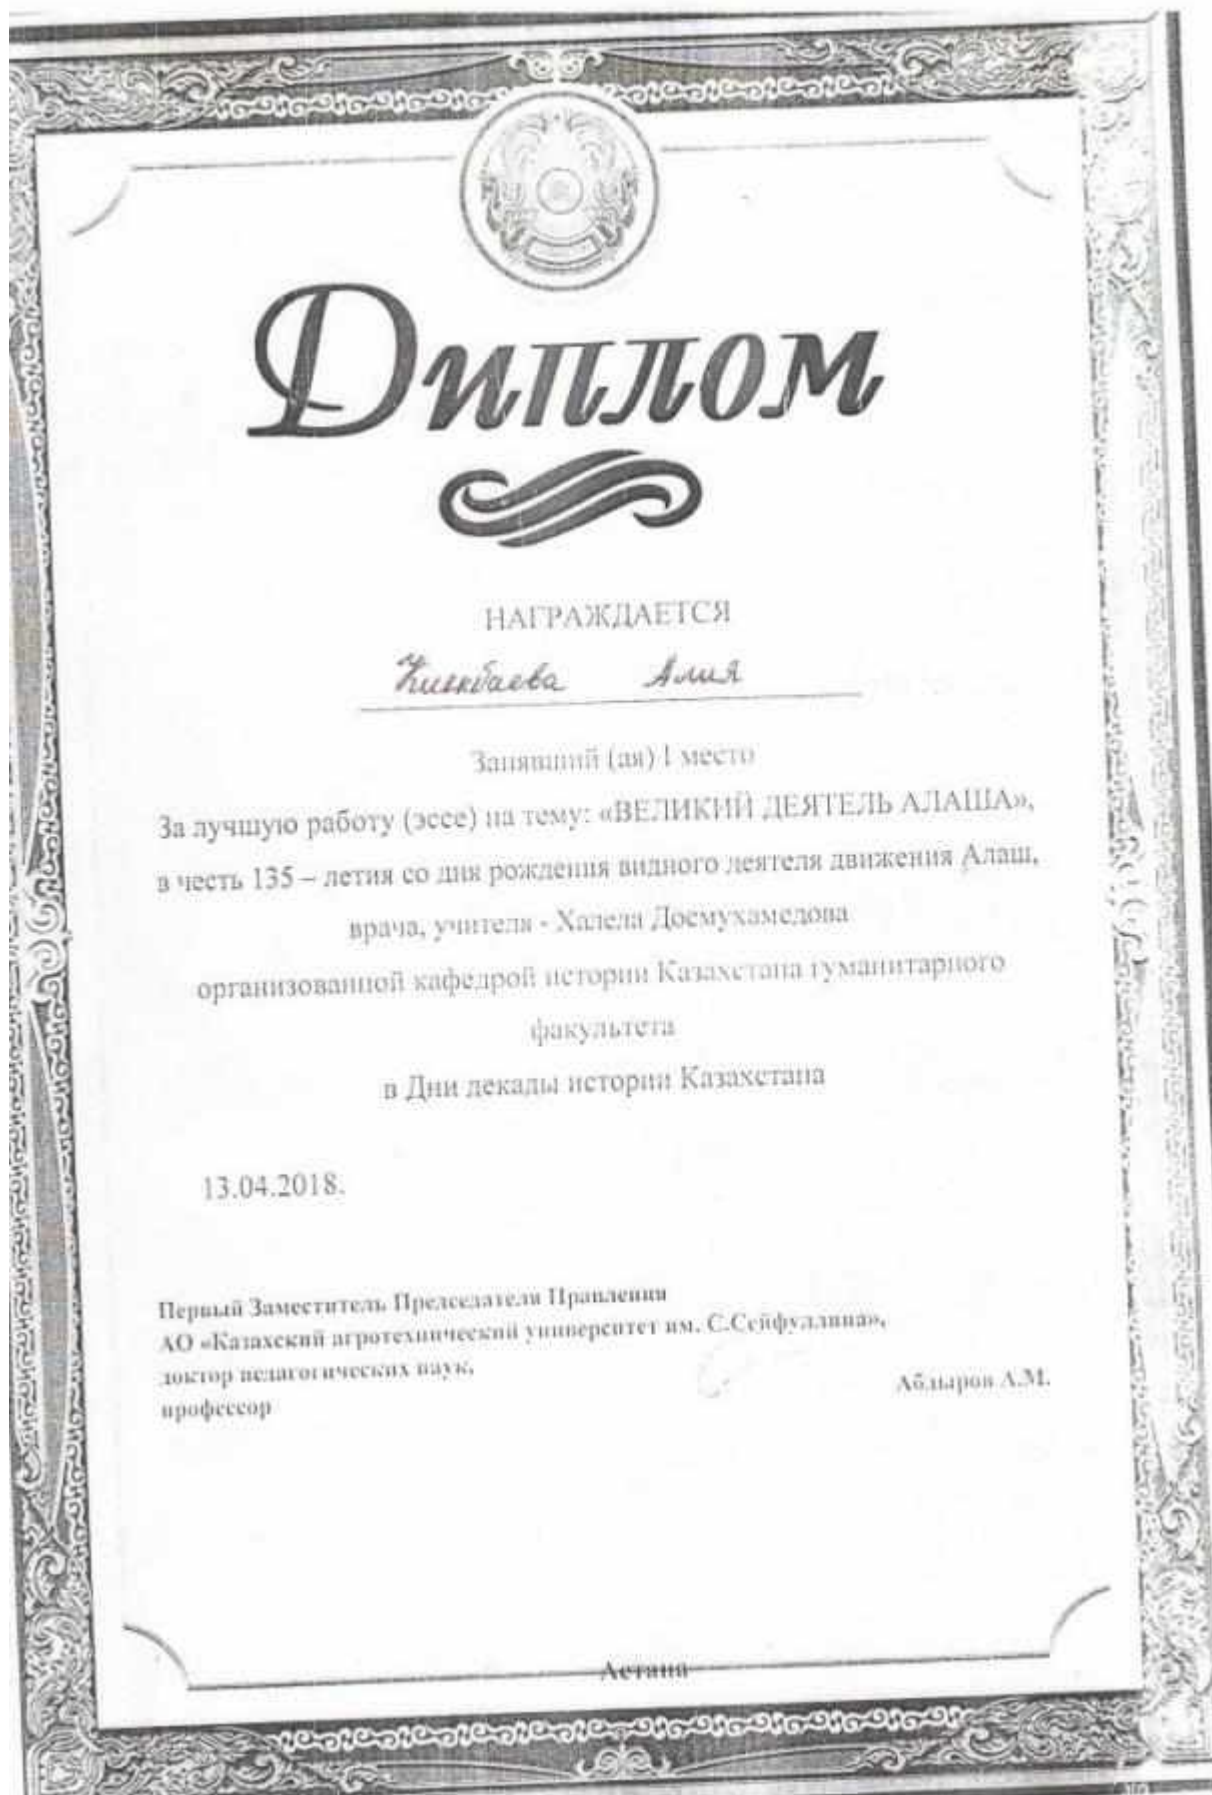 Диплом
НАГРАЖДАЕТСЯ
Алия
Занявший (ая) I место
За лучшую работу (эссе) на тему: «ВЕЛИКИЙ ДЕЯТЕЛЬ АЛАША»,
в честь 135 – летия со дня рождения видного деятеля движения Алаш,
врача, учителя - Халела Досмухамедова
организованной кафедрой истории Казахстана гуманитарного
факультета
в Дни декады истории Казахстана
13.04.2018.
Первый Заместитель Председателя Правления
АО «Казахский агротехнический университет им. С.Сейфуллина»,
доктор педагогических наук,
профессор
Абдыров А.М.
Астана